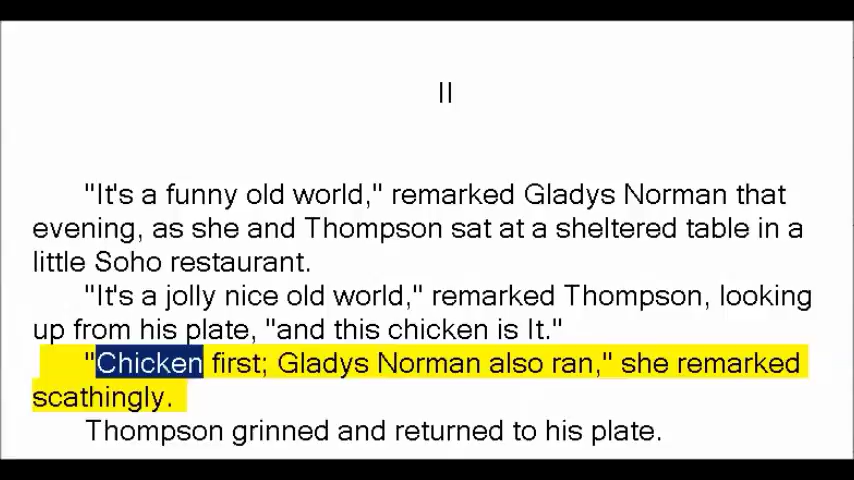 II
"It's a funny old world," remarked Gladys Norman that
evening, as she and Thompson sat at a sheltered table in a
little Soho restaurant.
"It's a jolly nice old world," remarked Thompson, looking
up from his plate, "and this chicken is It."
"Chicken first; Gladys Norman also ran," she remarked
scathingly.
Thompson grinned and returned to his plate.